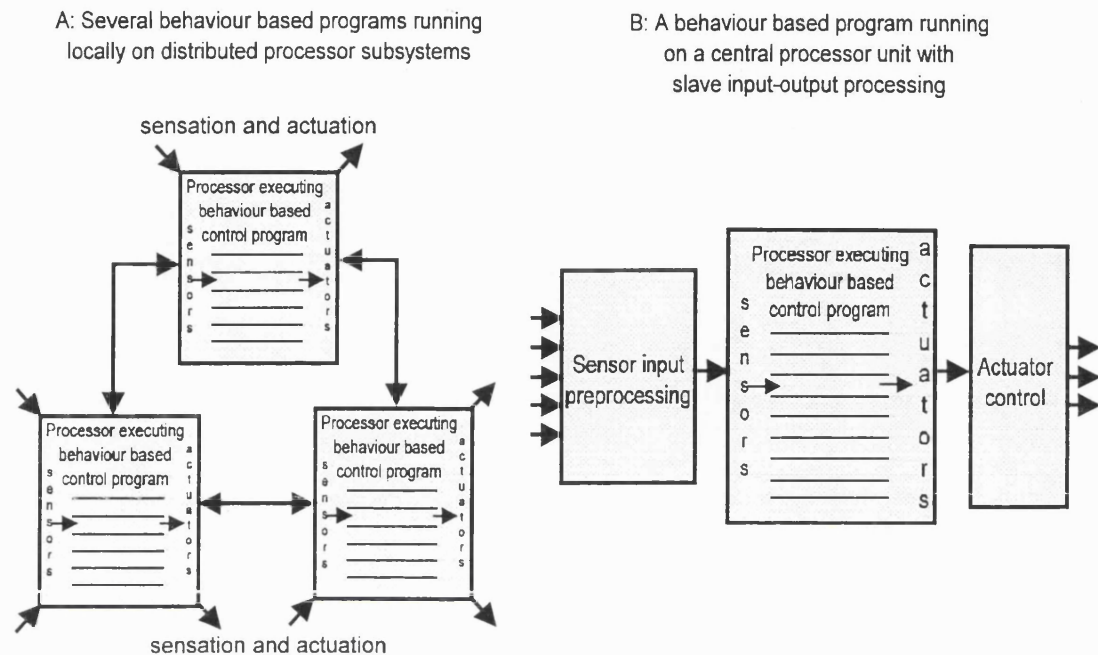 A: Several behaviour based programs running
locally on distributed processor subsystems
sensation and actuation
Processor executing
behaviour based
control program
sensors
actuators
Processor executing
behaviour based
control program
sensors
actuators
Processor executing
behaviour based
control program
sensors
actuators
sensation and actuation
B: A behaviour based program running
on a central processor unit with
slave input-output processing
Sensor input
preprocessing
Processor executing
behaviour based
control program
sensors
actuators
Actuator
control